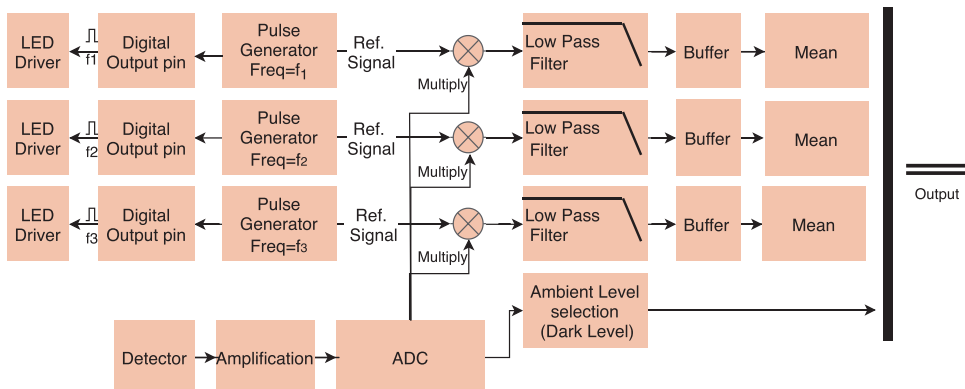 LED
Driver
f1
Digital
Output pin
Pulse
Generator
Freq=f1
Ref.
Signal
Multiply
Low Pass
Filter
Buffer
Mean
LED
Driver
f2
Digital
Output pin
Pulse
Generator
Freq=f2
Ref.
Signal
Multiply
Low Pass
Filter
Buffer
Mean
LED
Driver
f3
Digital
Output pin
Pulse
Generator
Freq=f3
Ref.
Signal
Multiply
Low Pass
Filter
Buffer
Mean
Output
Ambient Level
selection
(Dark Level)
Detector
Amplification
ADC